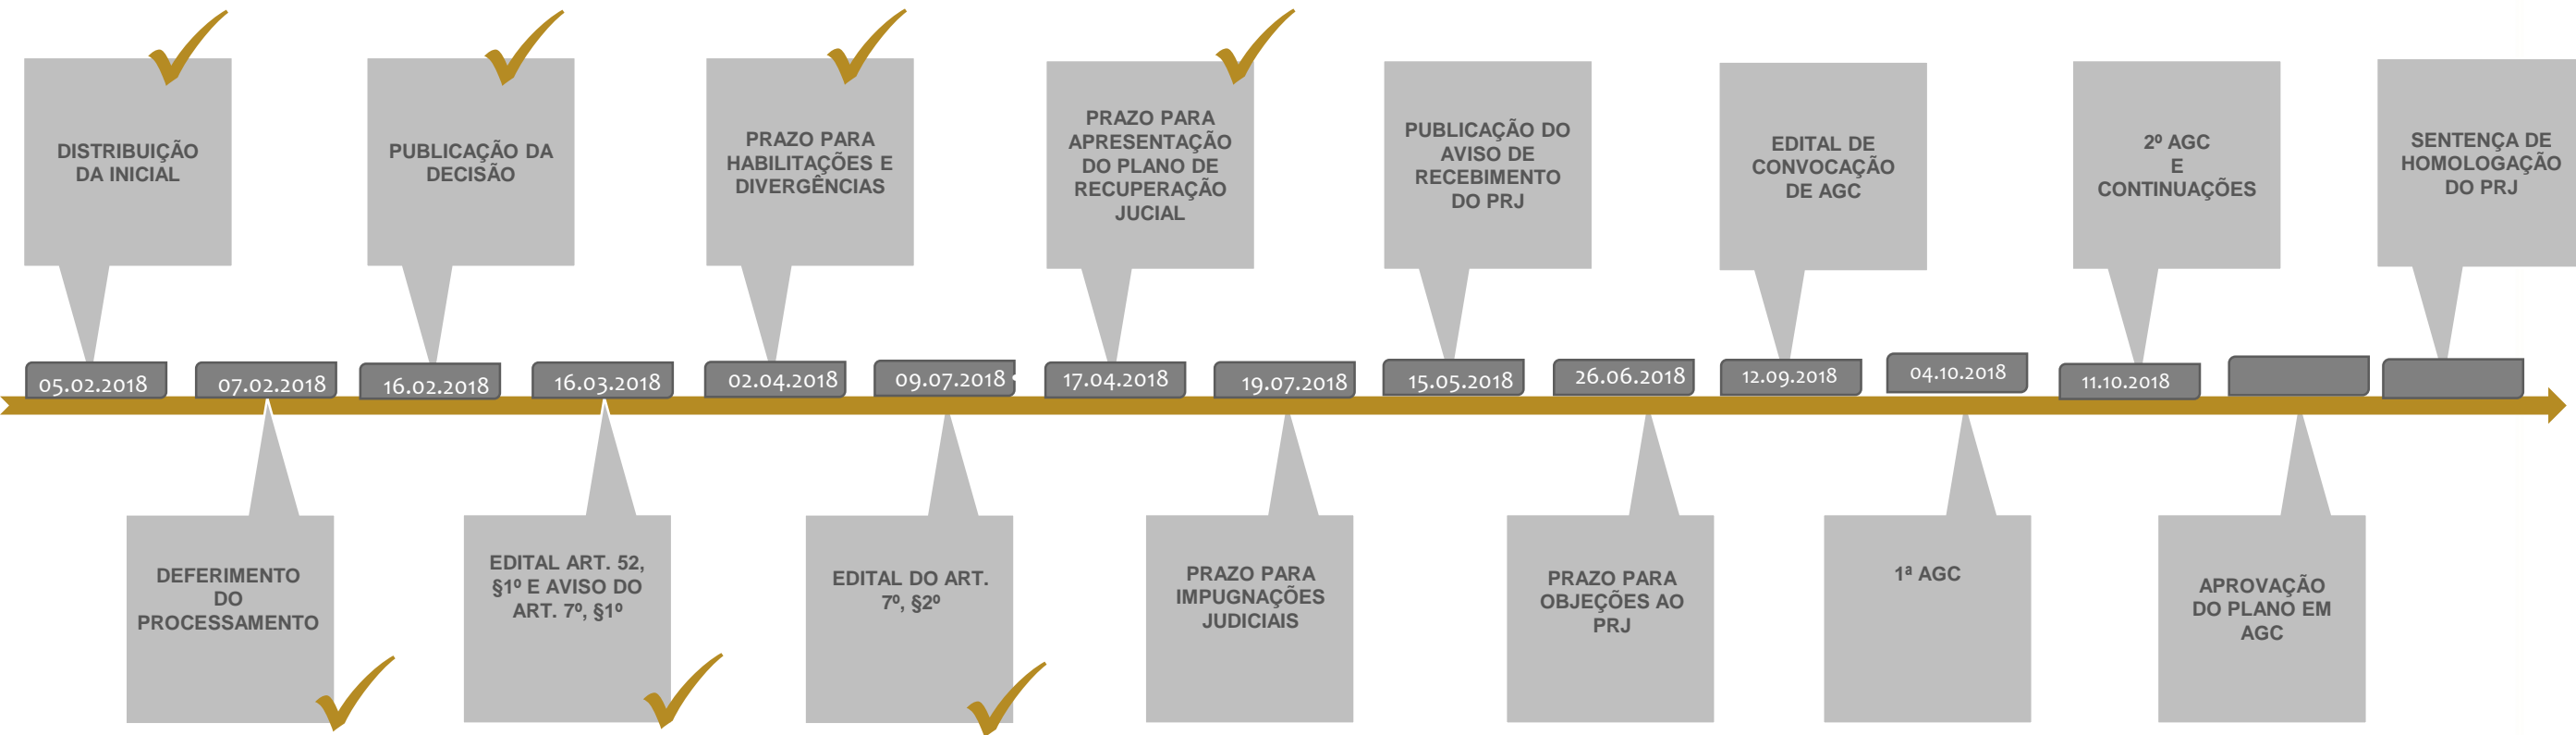 DISTRIBUIÇÃO
DA INICIAL
PUBLICAÇÃO DA
DECISÃO
PRAZO PARA
HABILITAÇÕES E
DIVERGÊNCIAS
PRAZO PARA
APRESENTAÇÃO
DO PLANO DE
RECUPERAÇÃO
JUCIAL
PUBLICAÇÃO DO
AVISO DE
RECEBIMENTO
DO PRJ
EDITAL DE
CONVOCAÇÃO
DE AGC
2º AGC
E
CONTINUAÇÕES
SENTENÇA DE
HOMOLOGAÇÃO
DO PRJ
05.02.2018
07.02.2018
16.02.2018
16.03.2018
02.04.2018
09.07.2018
17.04.2018
19.07.2018
15.05.2018
26.06.2018
12.09.2018
04.10.2018
11.10.2018
DEFERIMENTO
DO
PROCESSAMENTO
EDITAL ART. 52,
§1º E AVISO DO
ART. 7º, §1º
EDITAL DO ART.
7º, §2º
PRAZO PARA
IMPUGNAÇÕES
JUDICIAIS
PRAZO PARA
OBJEÇÕES AO
PRJ
1ª AGC
APROVAÇÃO
DO PLANO EM
AGC